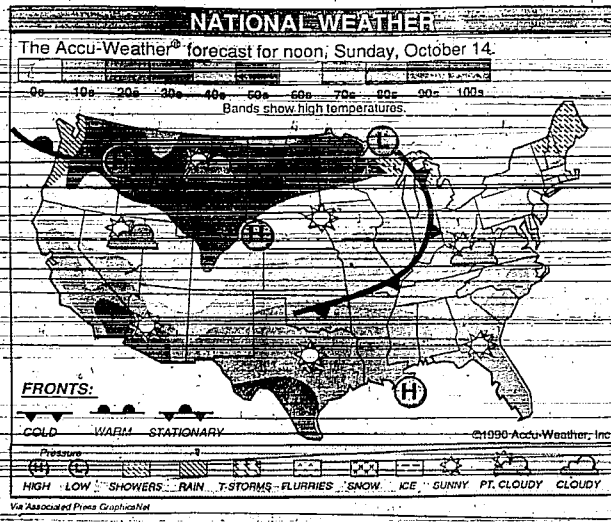 NATIONAL WEATHER
The Accu-Weather® forecast for noon, Sunday, October 14.
0s 10s 20s 30s 40s 50s 60s 70s 80s 90s 100s
Bands show high temperatures.
L
H
H
H
FRONTS:
COLD WARM STATIONARY
©1990 Accu-Weather, Inc.
Pressure
H L
HIGH LOW SHOWERS RAIN T-STORMS FLURRIES SNOW ICE SUNNY PT. CLOUDY CLOUDY
Via Associated Press GraphicsNet